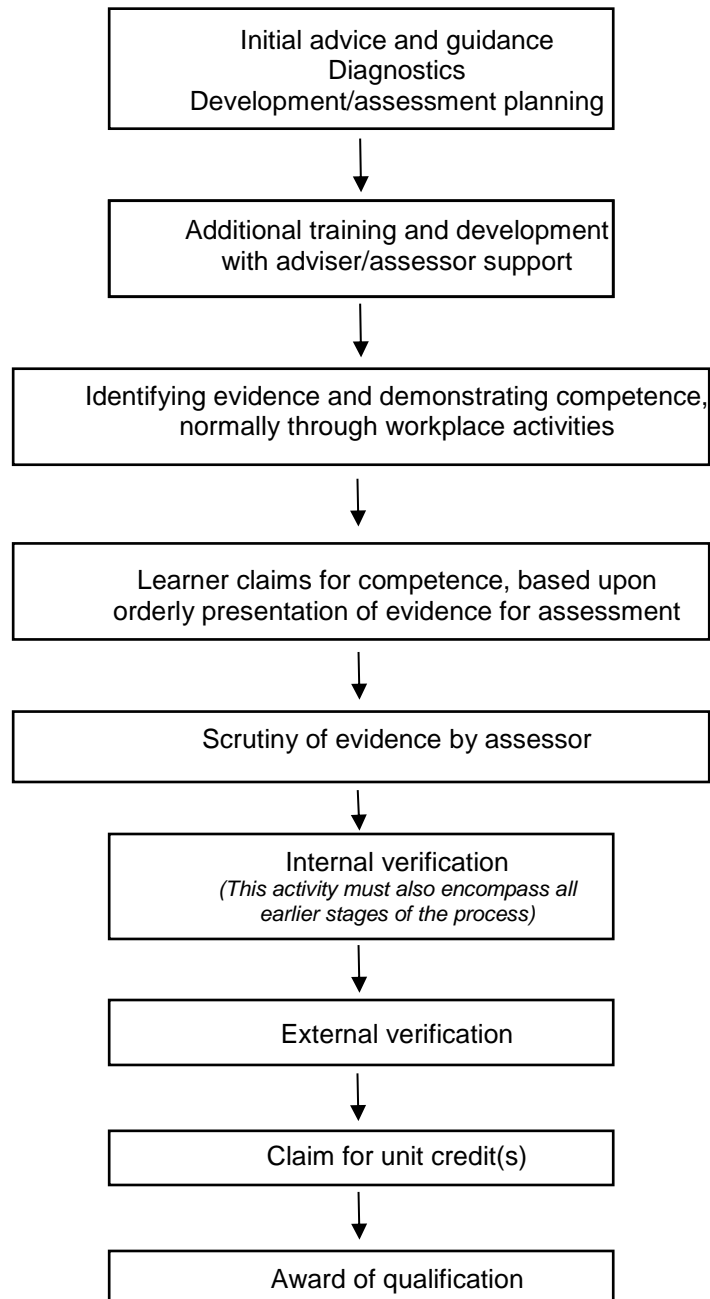 Initial advice and guidance
Diagnostics
Development/assessment planning
Additional training and development
with adviser/assessor support
Identifying evidence and demonstrating competence,
normally through workplace activities
Learner claims for competence, based upon
orderly presentation of evidence for assessment
Scrutiny of evidence by assessor
Internal verification
(This activity must also encompass all
earlier stages of the process)
External verification
Claim for unit credit(s)
Award of qualification